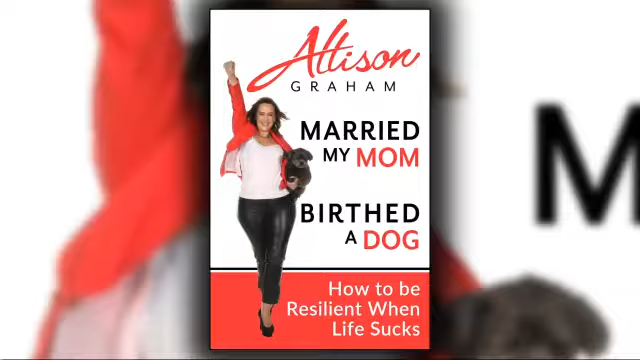 Allison
GRAHAM
MARRIED
MY MOM
BIRTHED
A DOG
How to be
Resilient When
Life Sucks
M